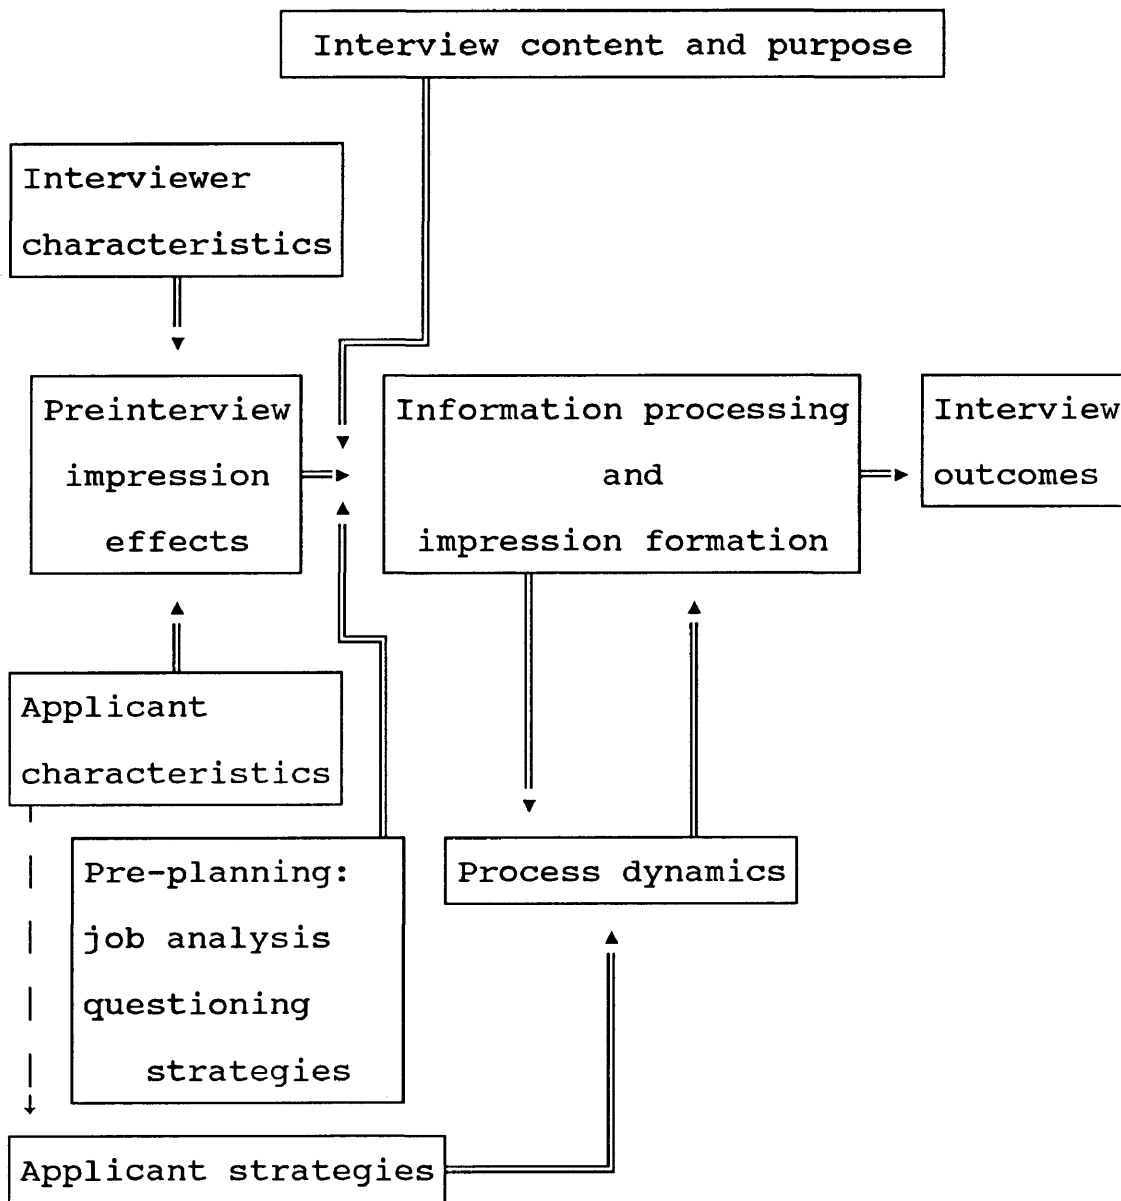 Interview content and purpose
Interviewer
characteristics
Preinterview
impression
effects
Information processing
and
impression formation
Interview
outcomes
Applicant
characteristics
Pre-planning:
job analysis
questioning
strategies
Process dynamics
Applicant strategies